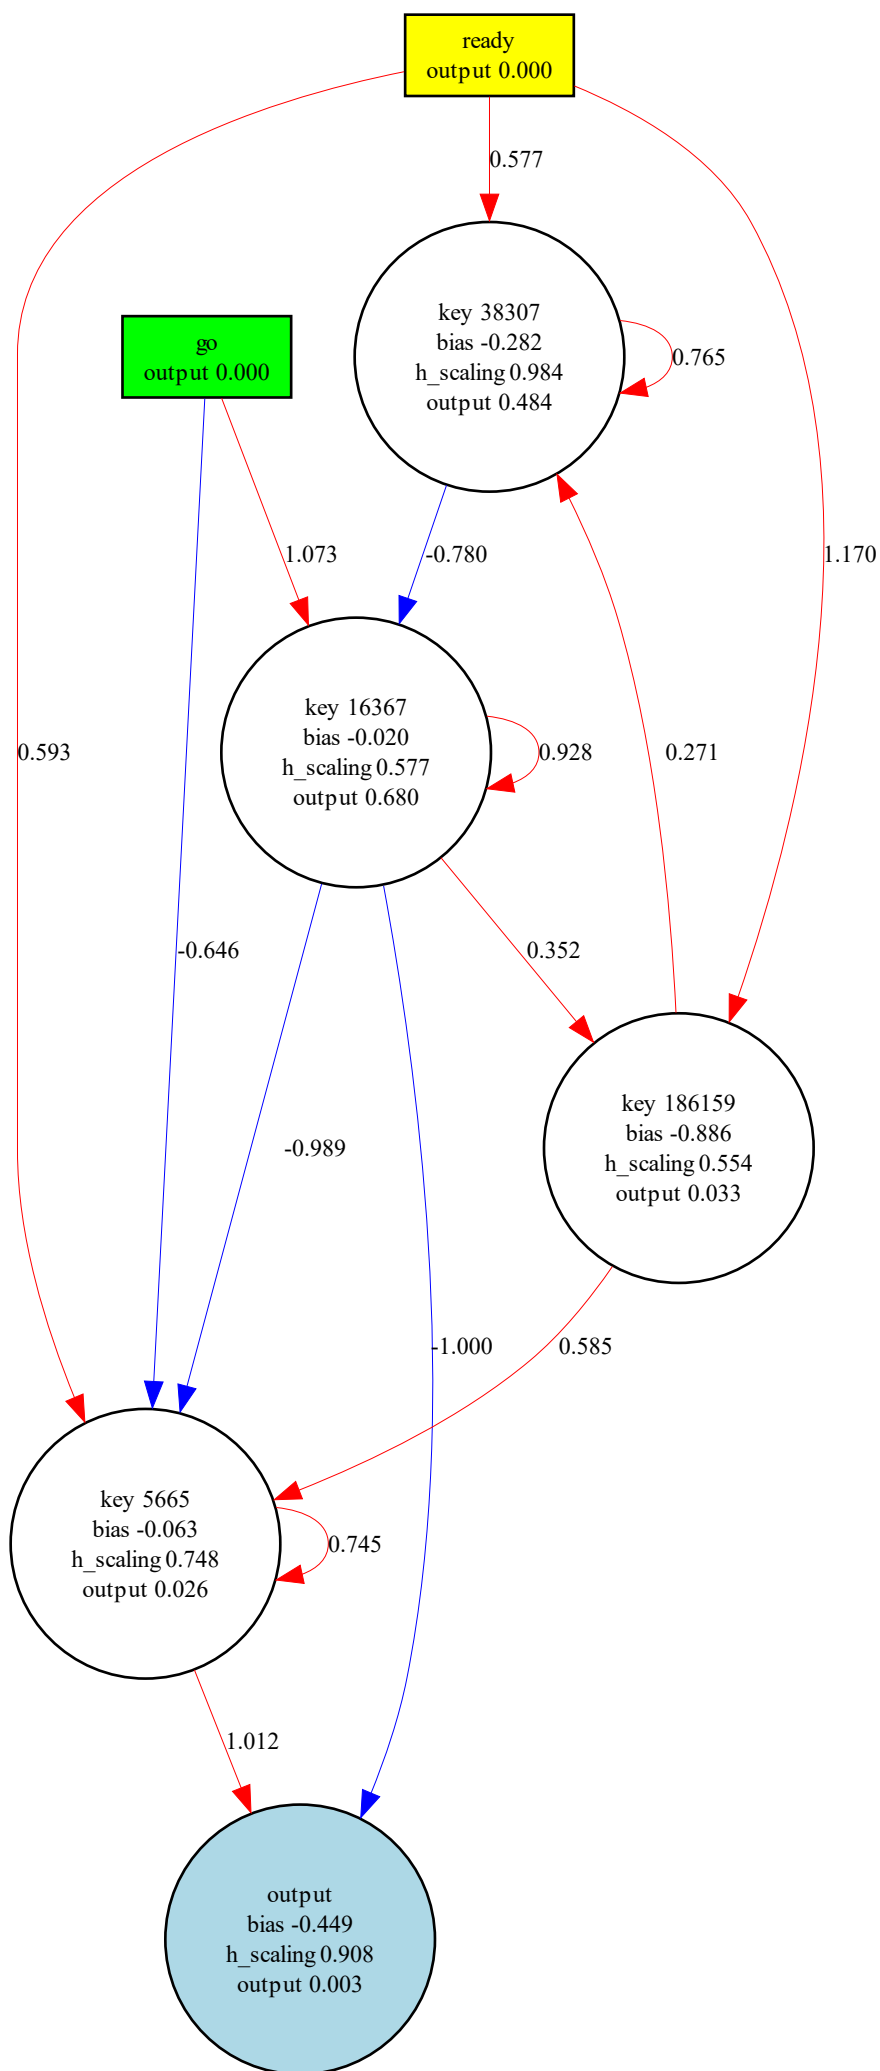 ready
output 0.000
0.577
key 38307
bias -0.282
h_scaling 0.984
output 0.484
0.765
go
output 0.000
1.073
-0.780
1.170
key 16367
bias -0.020
h_scaling 0.577
output 0.680
0.928
0.593
0.271
-0.646
0.352
key 186159
bias -0.886
h_scaling 0.554
output 0.033
-0.989
-1.000
0.585
key 5665
bias -0.063
h_scaling 0.748
output 0.026
0.745
1.012
output
bias -0.449
h_scaling 0.908
output 0.003